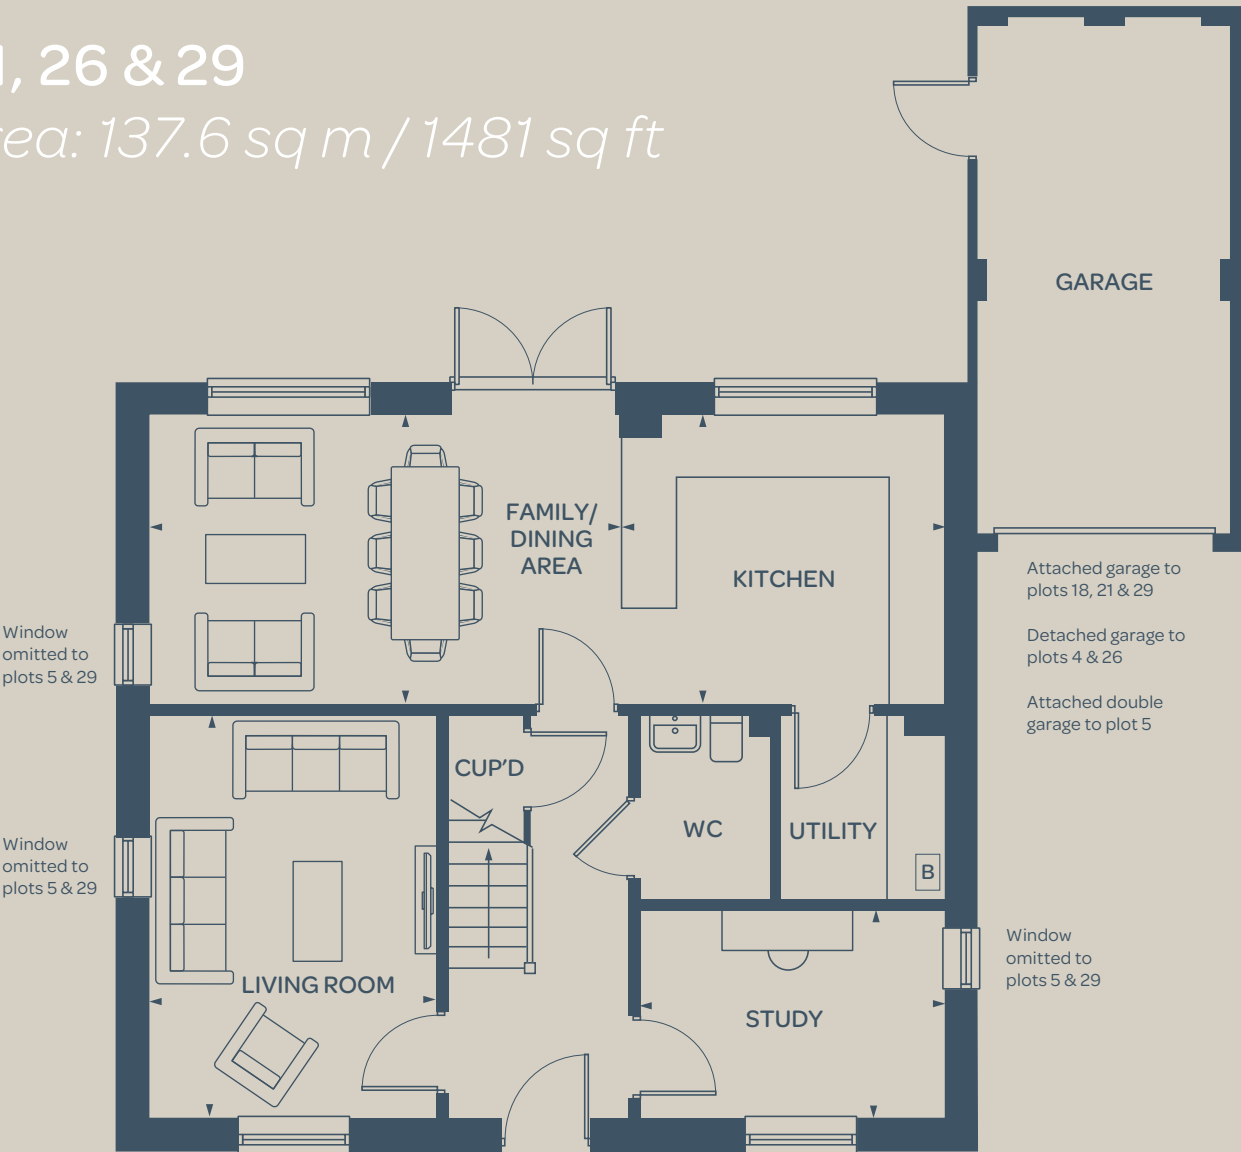 , 26 & 29
ea: 137.6 sq m / 1481 sq ft
GARAGE
FAMILY/
DINING
AREA
KITCHEN
Attached garage to
plots 18, 21 & 29
Detached garage to
plots 4 & 26
Attached double
garage to plot 5
Window
omitted to
plots 5 & 29
CUP'D
WC
UTILITY
B
Window
omitted to
plots 5 & 29
LIVING ROOM
STUDY
Window
omitted to
plots 5 & 29